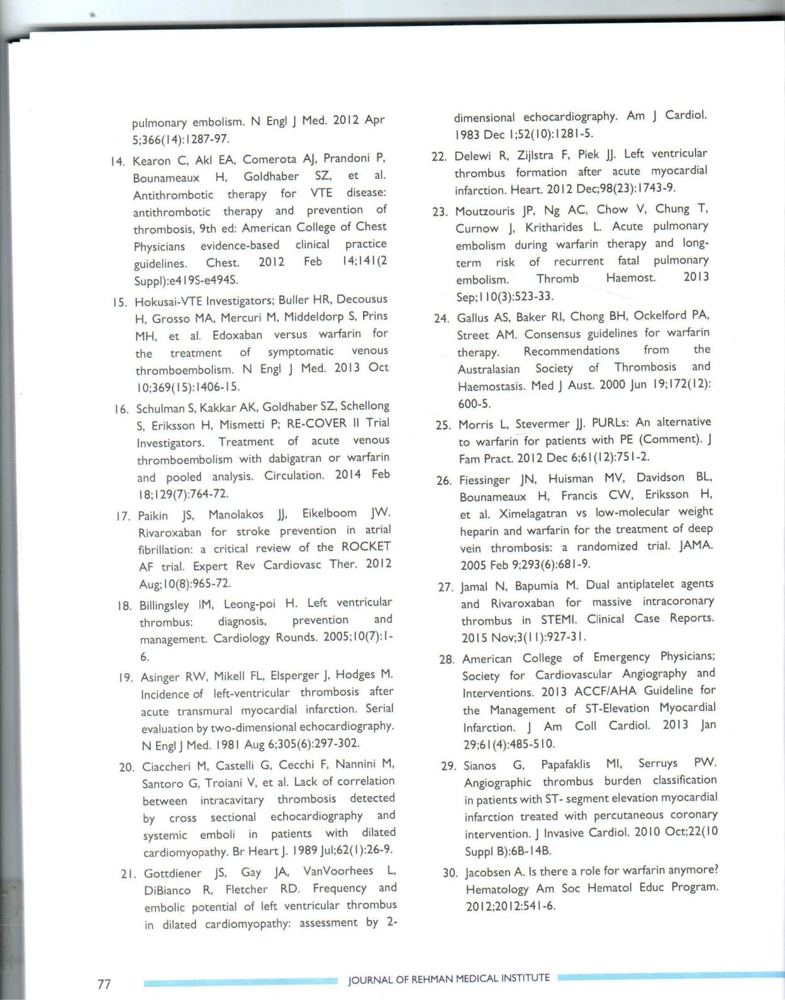 pulmonary embolism. N Engl J Med. 2012 Apr
5;366(14):1287-97.
14. Kearon C, Akl EA, Comerota AJ, Prandoni P,
Bounameaux H, Goldhaber SZ, et al.
Antithrombotic therapy for VTE disease:
antithrombotic therapy and prevention of
thrombosis, 9th ed: American College of Chest
Physicians evidence-based clinical practice
guidelines. Chest. 2012 Feb 14;141(2
Suppl):e419S-e494S.
15. Hokusai-VTE Investigators; Buller HR, Decousus
H, Grosso MA, Mercuri M, Middeldorp S, Prins
MH, et al. Edoxaban versus warfarin for
the treatment of symptomatic venous
thromboembolism. N Engl J Med. 2013 Oct
10;369(15):1406-15.
16. Schulman S, Kakkar AK, Goldhaber SZ, Schellong
S, Eriksson H, Mismetti P; RE-COVER II Trial
Investigators. Treatment of acute venous
thromboembolism with dabigatran or warfarin
and pooled analysis. Circulation. 2014 Feb
18;129(7):764-72.
17. Paikin JS, Manolakos JJ, Eikelboom JW.
Rivaroxaban for stroke prevention in atrial
fibrillation: a critical review of the ROCKET
AF trial. Expert Rev Cardiovasc Ther. 2012
Aug;10(8):965-72.
18. Billingsley IM, Leong-poi H. Left ventricular
thrombus: diagnosis, prevention and
management. Cardiology Rounds. 2005;10(7):1-
6.
19. Asinger RW, Mikell FL, Elsperger J, Hodges M.
Incidence of left-ventricular thrombosis after
acute transmural myocardial infarction. Serial
evaluation by two-dimensional echocardiography.
N Engl J Med. 1981 Aug 6;305(6):297-302.
20. Ciaccheri M, Castelli G, Cecchi F, Nannini M,
Santoro G, Troiani V, et al. Lack of correlation
between intracavitary thrombosis detected
by cross sectional echocardiography and
systemic emboli in patients with dilated
cardiomyopathy. Br Heart J. 1989 Jul;62(1):26-9.
21. Gottdiener JS, Gay JA, VanVoorhees L,
DiBianco R, Fletcher RD. Frequency and
embolic potential of left ventricular thrombus
in dilated cardiomyopathy: assessment by 2-
dimensional echocardiography. Am J Cardiol.
1983 Dec 1;52(10):1281-5.
22. Delewi R, Zijlstra F, Piek JJ. Left ventricular
thrombus formation after acute myocardial
infarction. Heart. 2012 Dec;98(23):1743-9.
23. Moutzouris JP, Ng AC, Chow V, Chung T,
Curnow J, Kritharides L. Acute pulmonary
embolism during warfarin therapy and long-
term risk of recurrent fatal pulmonary
embolism. Thromb Haemost. 2013
Sep;110(3):523-33.
24. Gallus AS, Baker RI, Chong BH, Ockelford PA,
Street AM. Consensus guidelines for warfarin
therapy. Recommendations from the
Australasian Society of Thrombosis and
Haemostasis. Med J Aust. 2000 Jun 19;172(12):
600-5.
25. Morris L, Stevermer JJ. PURLs: An alternative
to warfarin for patients with PE (Comment). J
Fam Pract. 2012 Dec 6;61(12):751-2.
26. Fiessinger JN, Huisman MV, Davidson BL,
Bounameaux H, Francis CW, Eriksson H,
et al. Ximelagatran vs low-molecular weight
heparin and warfarin for the treatment of deep
vein thrombosis: a randomized trial. JAMA.
2005 Feb 9;293(6):681-9.
27. Jamal N, Bapumia M. Dual antiplatelet agents
and Rivaroxaban for massive intracoronary
thrombus in STEMI. Clinical Case Reports.
2015 Nov;3(11):927-31.
28. American College of Emergency Physicians;
Society for Cardiovascular Angiography and
Interventions. 2013 ACCF/AHA Guideline for
the Management of ST-Elevation Myocardial
Infarction. J Am Coll Cardiol. 2013 Jan
29;61(4):485-510.
29. Sianos G, Papafaklis MI, Serruys PW.
Angiographic thrombus burden classification
in patients with ST- segment elevation myocardial
infarction treated with percutaneous coronary
intervention. J Invasive Cardiol. 2010 Oct;22(10
Suppl B):6B-14B.
30. Jacobsen A. Is there a role for warfarin anymore?
Hematology Am Soc Hematol Educ Program.
2012;2012:541-6.
77 JOURNAL OF REHMAN MEDICAL INSTITUTE